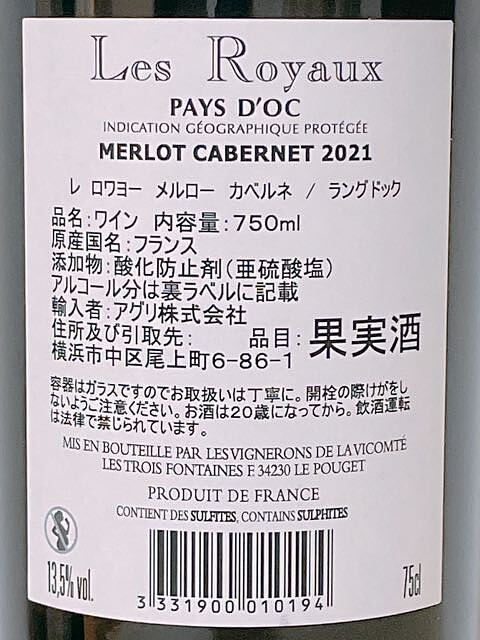 Les Royaux
PAYS D'OC
INDICATION GÉOGRAPHIQUE PROTÉGÉE
MERLOT CABERNET 2021
レ ロワヨー メルロー カベルネ / ラングドック
品名:ワイン 内容量:750ml
原産国名:フランス
添加物:酸化防止剤(亜硫酸塩)
アルコール分は裏ラベルに記載
輸入者:アグリ株式会社
住所及び引取先: 品目:果実酒
横浜市中区尾上町6-86-1
容器はガラスですのでお取扱いは丁寧に。開栓の際けがをし
ないようご注意ください。お酒は20歳になってから。飲酒運転
は法律で禁じられています。
MIS EN BOUTEILLE PAR LES VIGNERONS DE LA VICOMTÉ
LES TROIS FONTAINES F. 34230 LE POUGET
PRODUIT DE FRANCE
CONTIENT DES SULFITES, CONTAINS SULPHITES
13,5% vol.
75cl
3 331900 010194